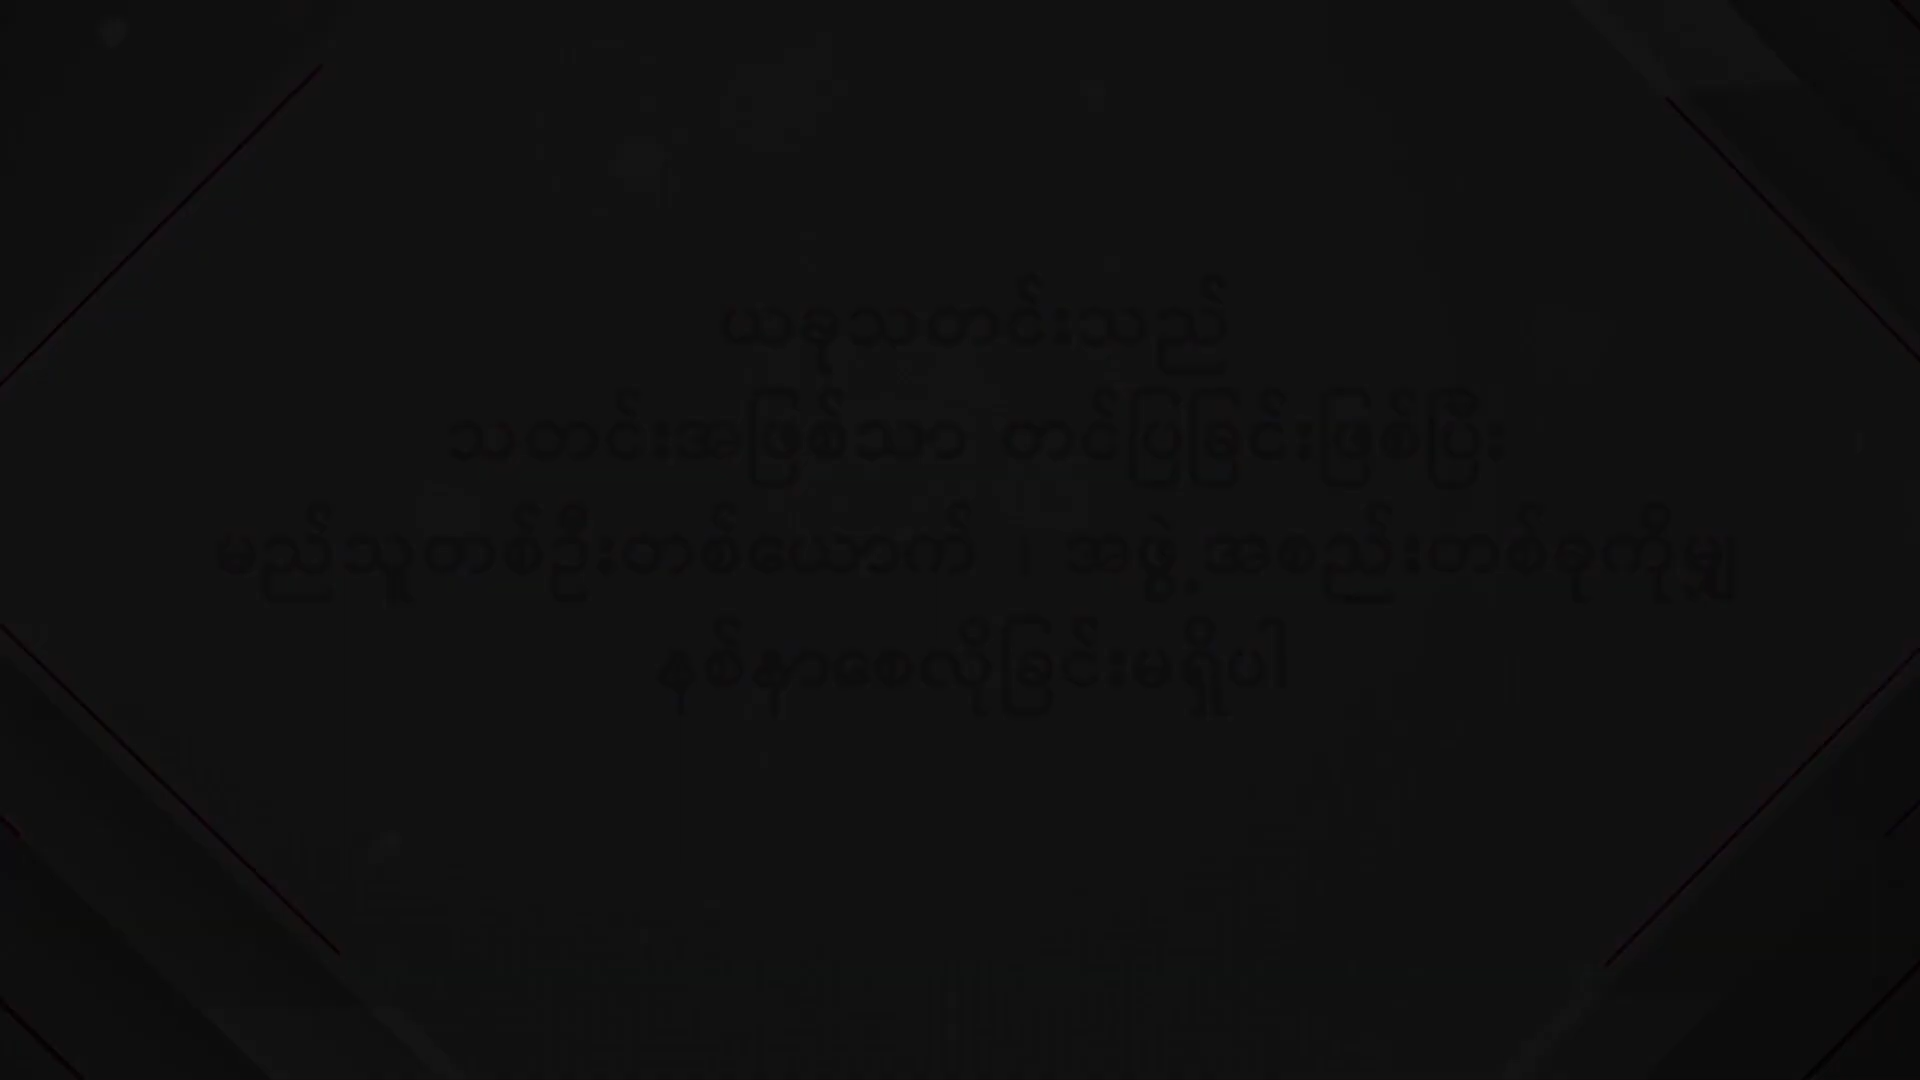 ယခုသတင်းသည်
သတင်းအဖြစ်သာ တင်ပြခြင်းဖြစ်ပြီး
မည်သူတစ်ဦးတစ်ယောက် ၊ အဖွဲ့အစည်းတစ်ခုကိုမျှ
နစ်နာစေလိုခြင်းမရှိပါ